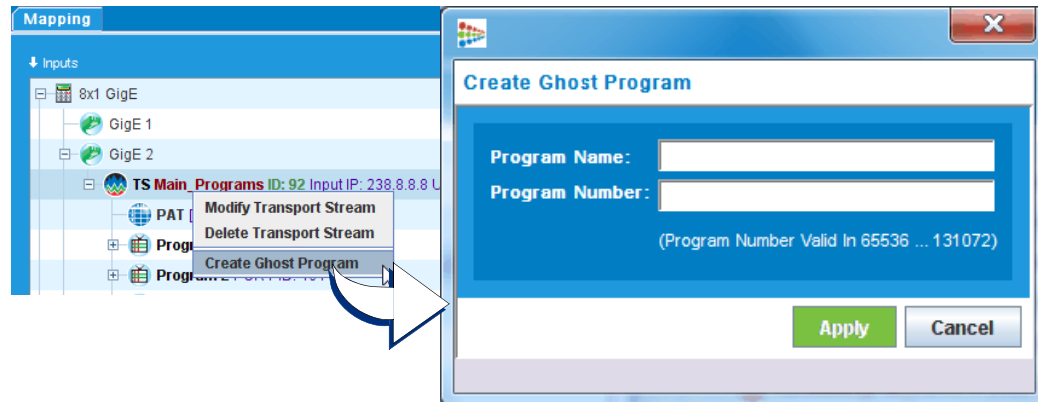 Mapping
Inputs
8x1 GigE
GigE 1
GigE 2
TS Main_Programs ID: 92 Input IP: 238.8.8.8 U
PAT [
Modify Transport Stream
Delete Transport Stream
Create Ghost Program
Create Ghost Program
Program Name:
Program Number:
(Program Number Valid In 65536 ... 131072)
Apply Cancel